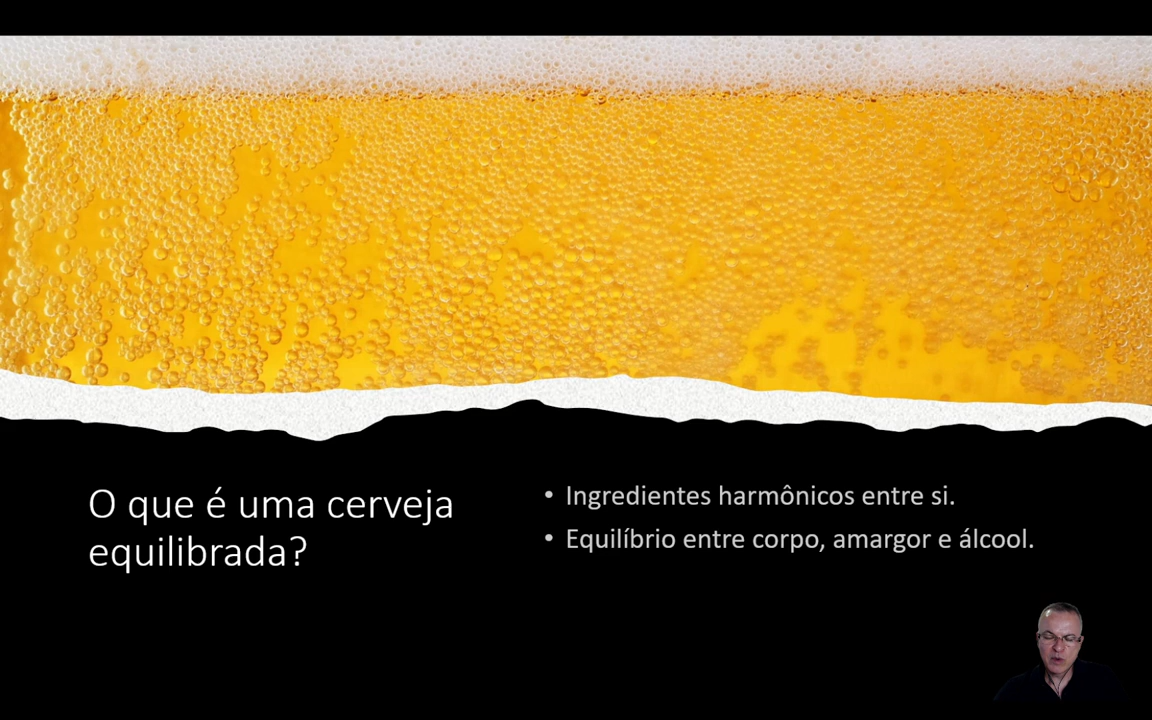 O que é uma cerveja
equilibrada?
• Ingredientes harmônicos entre si.
• Equilíbrio entre corpo, amargor e álcool.